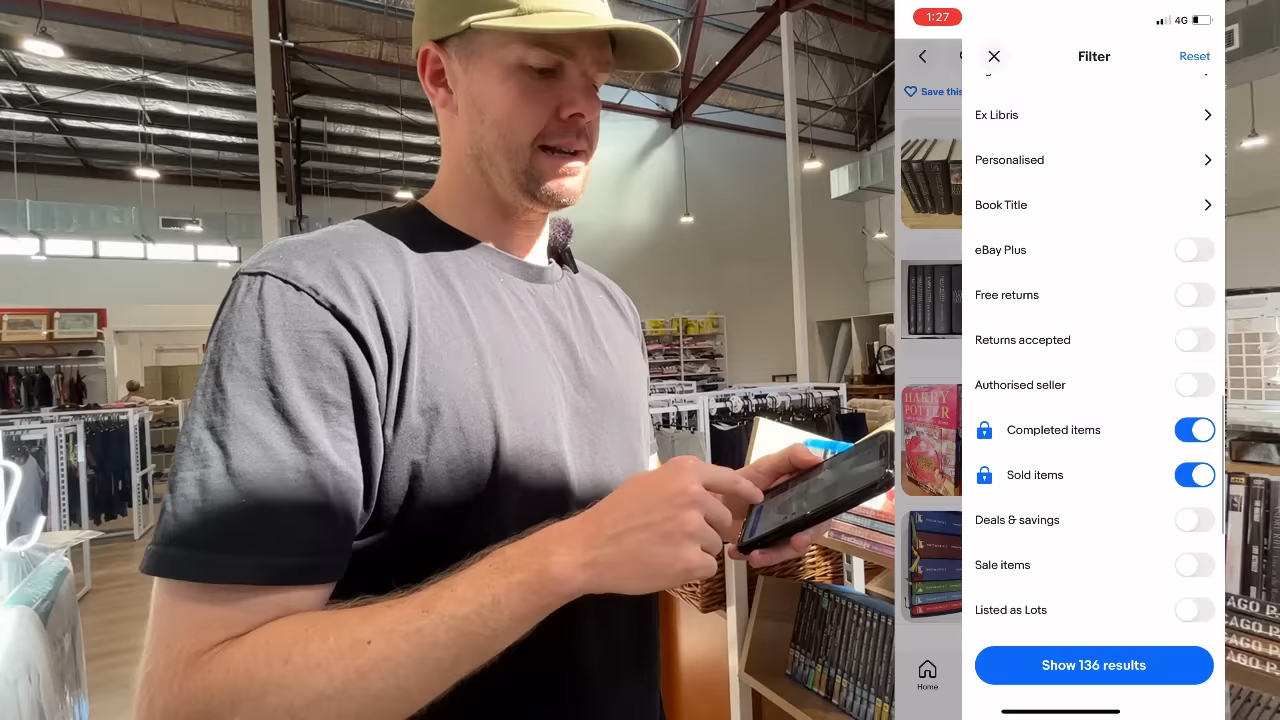 1:27
4G
Filter
Reset
Save this
Ex Libris
Personalised
Book Title
eBay Plus
Free returns
Returns accepted
Authorised seller
Completed items
Sold items
Deals & savings
Sale items
Listed as Lots
Show 136 results
Home
HARRY
POTTER